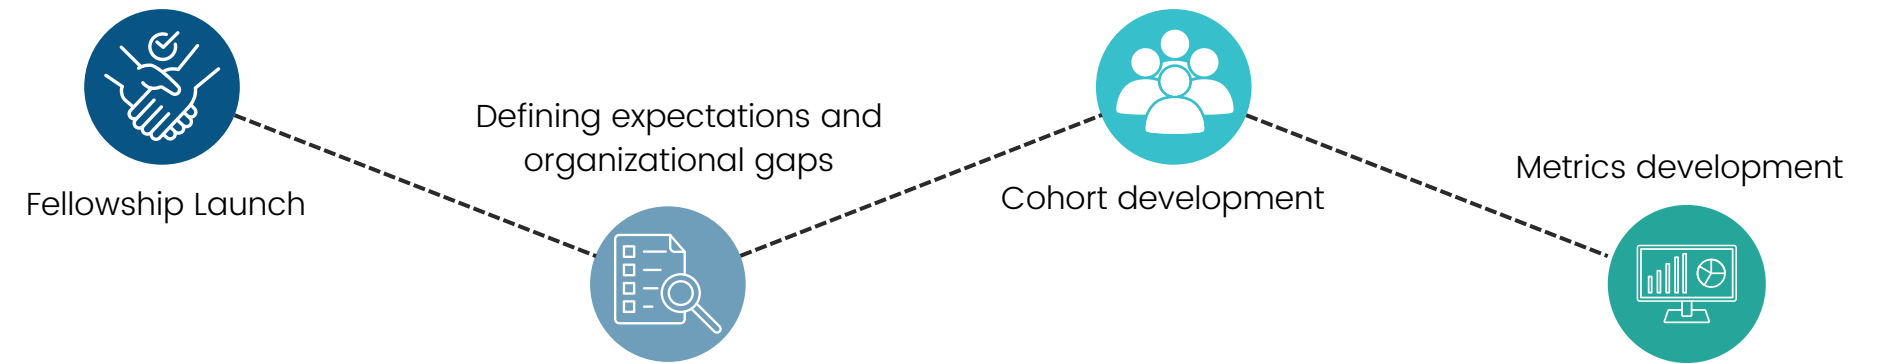 Fellowship Launch
Defining expectations and
organizational gaps
Cohort development
Metrics development